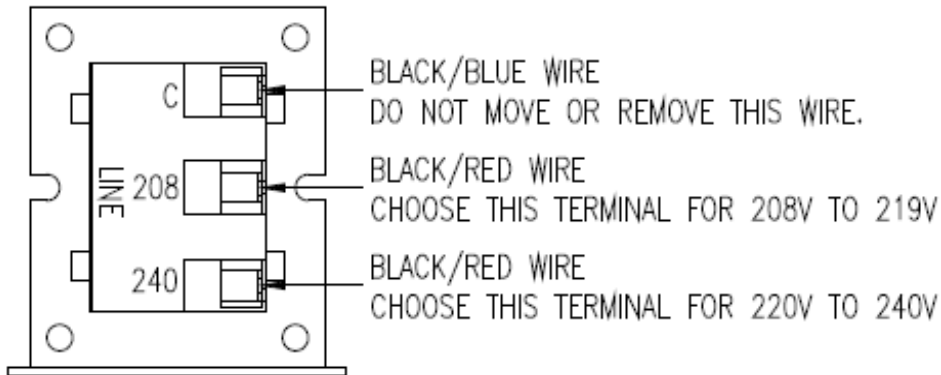 C
BLACK/BLUE WIRE
DO NOT MOVE OR REMOVE THIS WIRE.
LINE
208
BLACK/RED WIRE
CHOOSE THIS TERMINAL FOR 208V TO 219V
240
BLACK/RED WIRE
CHOOSE THIS TERMINAL FOR 220V TO 240V